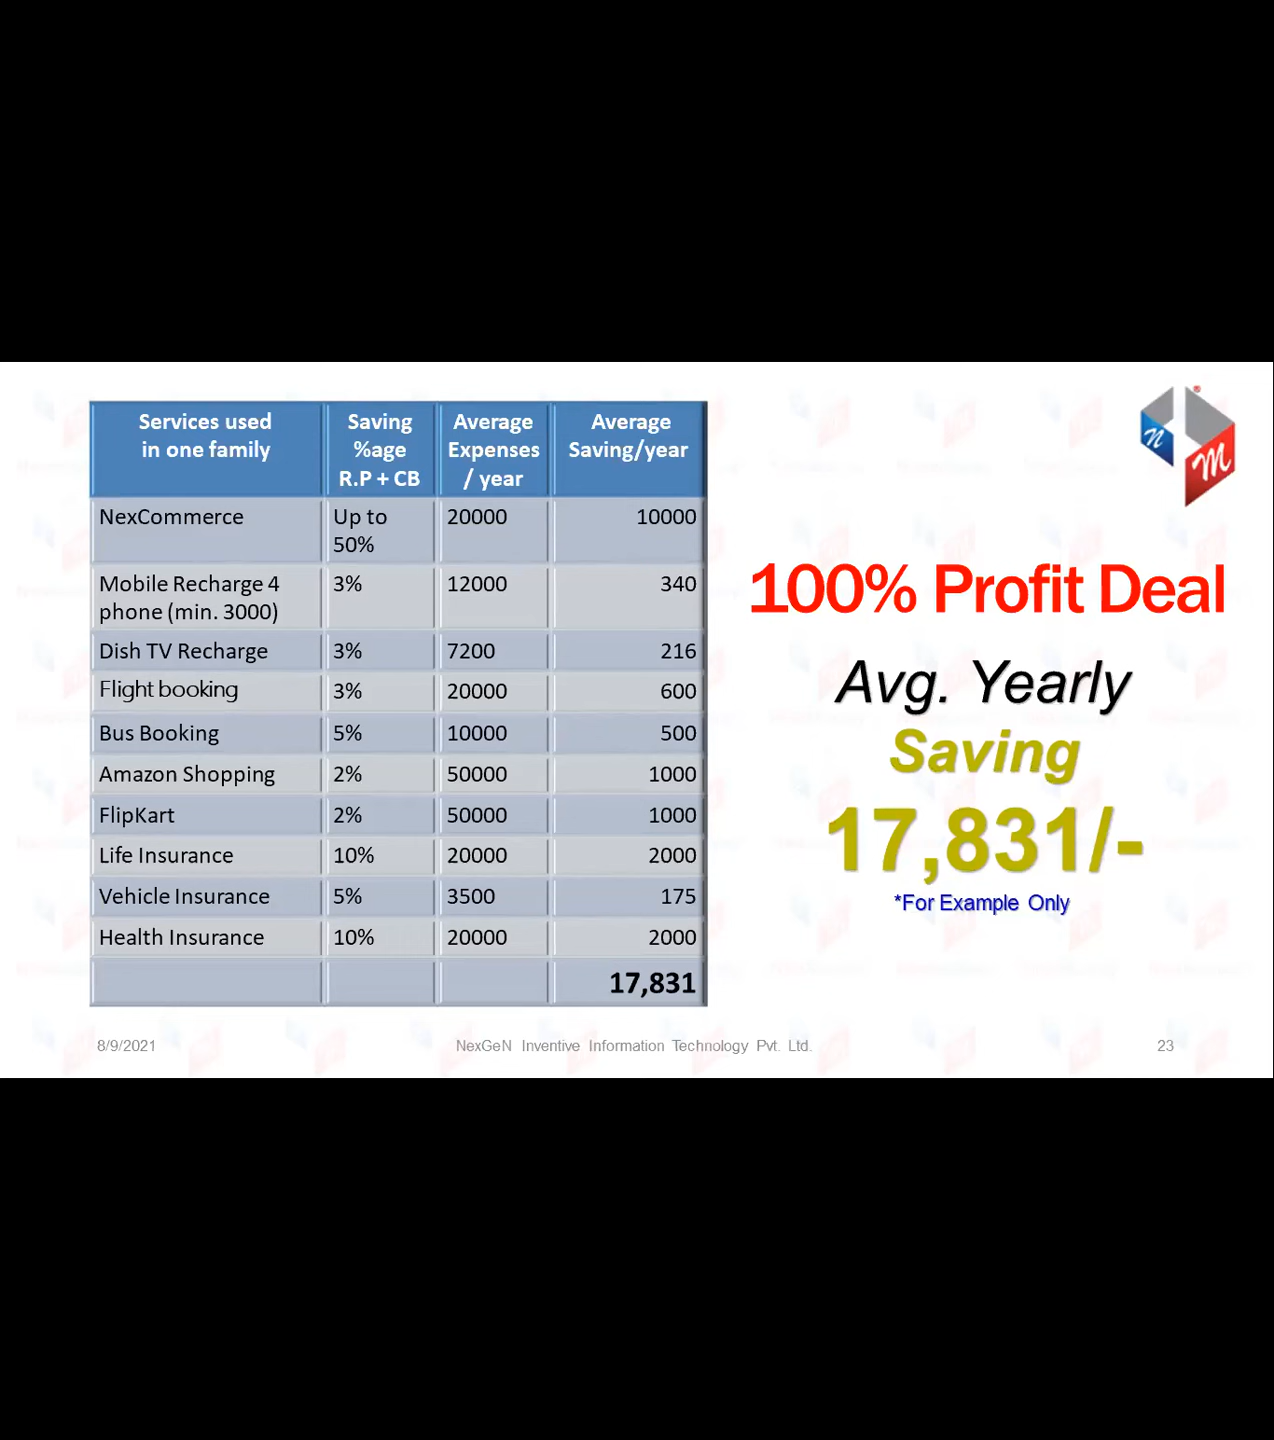 Services used
in one family
Saving
%age
R.P + CB
Average
Expenses
/ year
Average
Saving/year
NexCommerce
Up to
50%
20000
10000
Mobile Recharge 4
phone (min. 3000)
3%
12000
340
Dish TV Recharge
3%
7200
216
Flight booking
3%
20000
600
Bus Booking
5%
10000
500
Amazon Shopping
2%
50000
1000
FlipKart
2%
50000
1000
Life Insurance
10%
20000
2000
Vehicle Insurance
5%
3500
175
Health Insurance
10%
20000
2000
17,831
n
m
®
100% Profit Deal
Avg. Yearly
Saving
17,831/-
*For Example Only
8/9/2021
NexGeN Inventive Information Technology Pvt. Ltd.
23